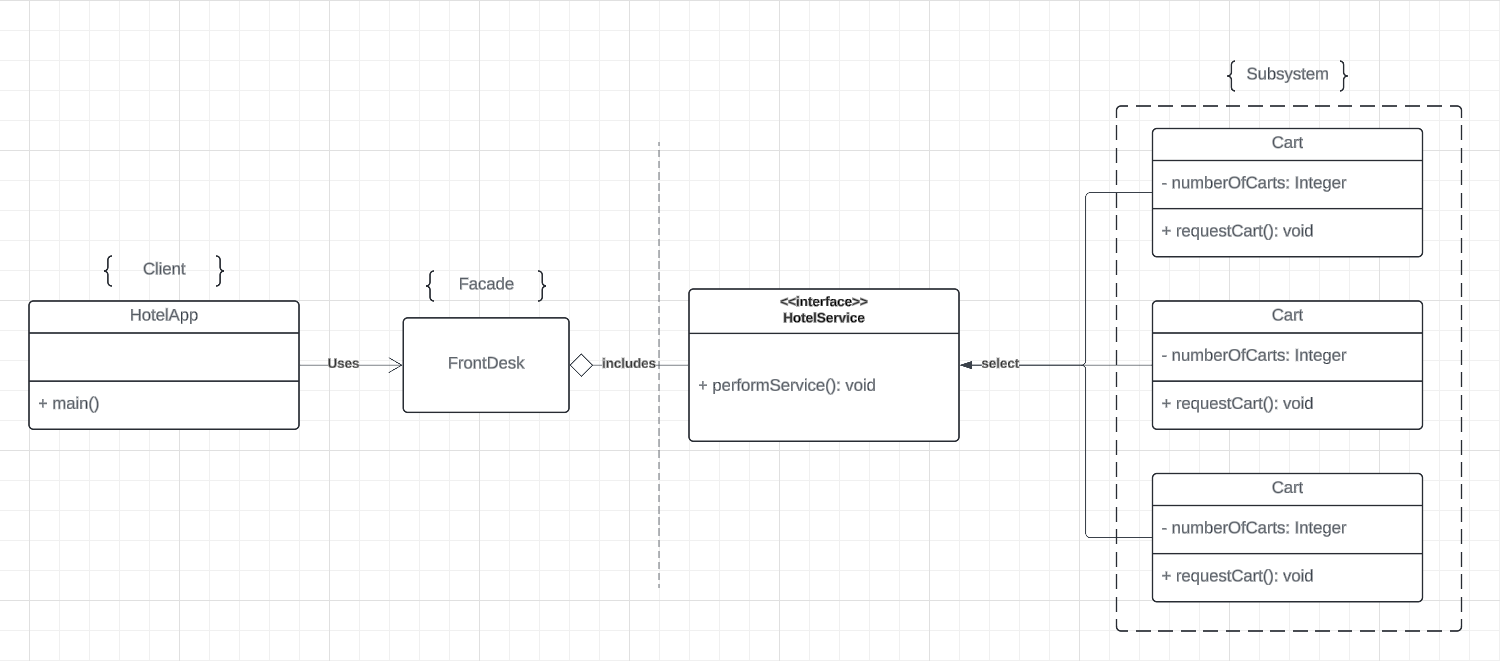 { Subsystem }
Cart
- numberOfCarts: Integer
+ requestCart(): void
{ Client }
HotelApp
+ main()
Uses
{ Facade }
FrontDesk
includes
<<interface>>
HotelService
+ performService(): void
select
Cart
- numberOfCarts: Integer
+ requestCart(): void
Cart
- numberOfCarts: Integer
+ requestCart(): void